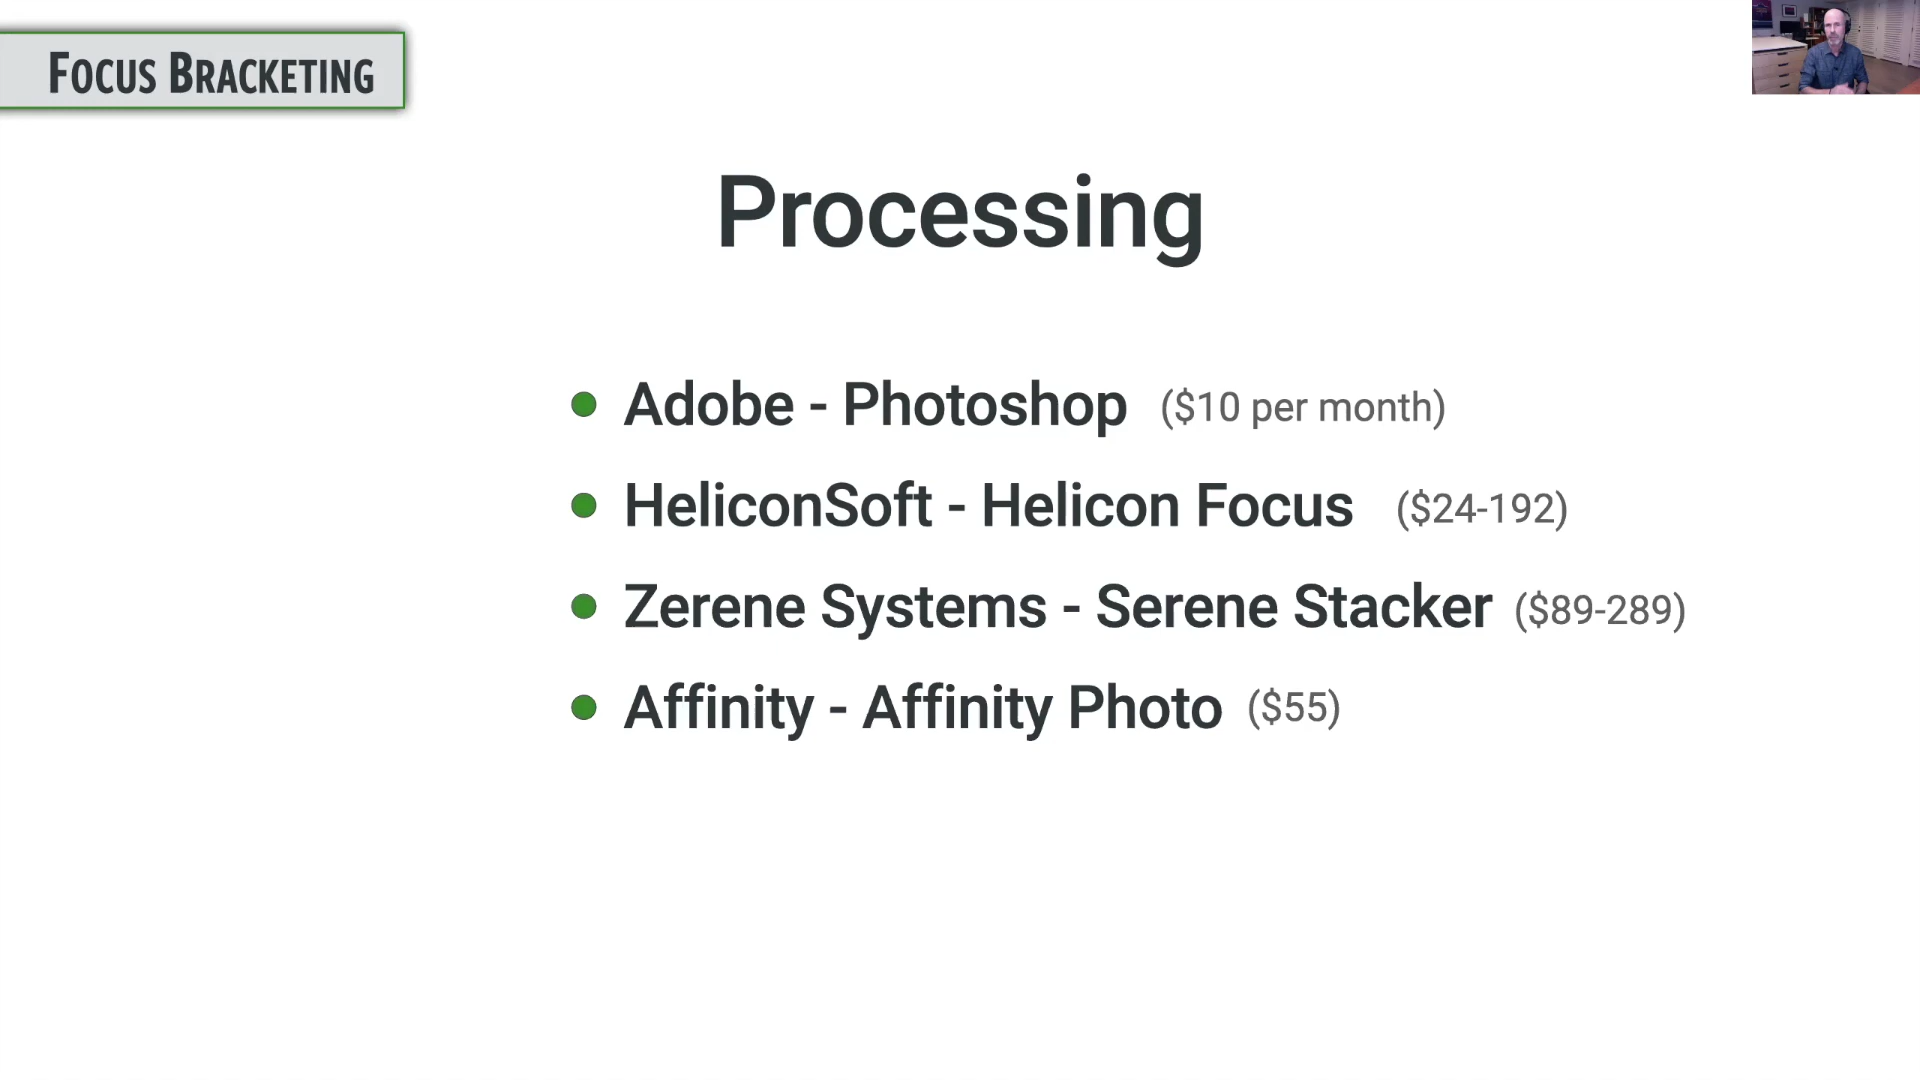 FOCUS BRACKETING
Processing
Adobe - Photoshop ($10 per month)
HeliconSoft - Helicon Focus ($24-192)
Zerene Systems - Serene Stacker ($89-289)
Affinity - Affinity Photo ($55)